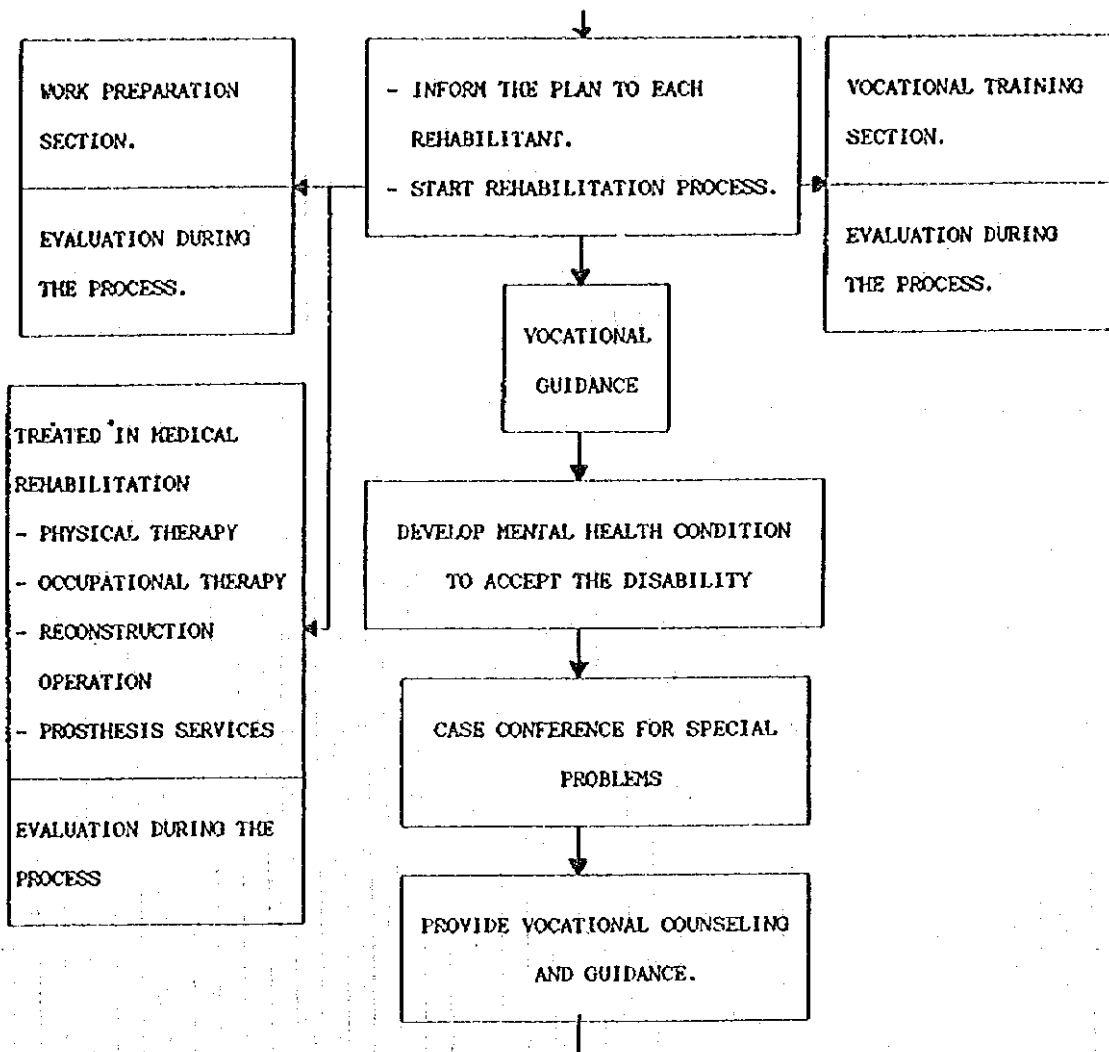 WORK PREPARATION
SECTION.
EVALUATION DURING
THE PROCESS.
- INFORM THE PLAN TO EACH
REHABILITANT.
- START REHABILITATION PROCESS.
VOCATIONAL TRAINING
SECTION.
EVALUATION DURING
THE PROCESS.
VOCATIONAL
GUIDANCE
TREATED IN MEDICAL
REHABILITATION
- PHYSICAL THERAPY
- OCCUPATIONAL THERAPY
- RECONSTRUCTION
OPERATION
- PROSTHESIS SERVICES
EVALUATION DURING THE
PROCESS
DEVELOP MENTAL HEALTH CONDITION
TO ACCEPT THE DISABILITY
CASE CONFERENCE FOR SPECIAL
PROBLEMS
PROVIDE VOCATIONAL COUNSELING
AND GUIDANCE.